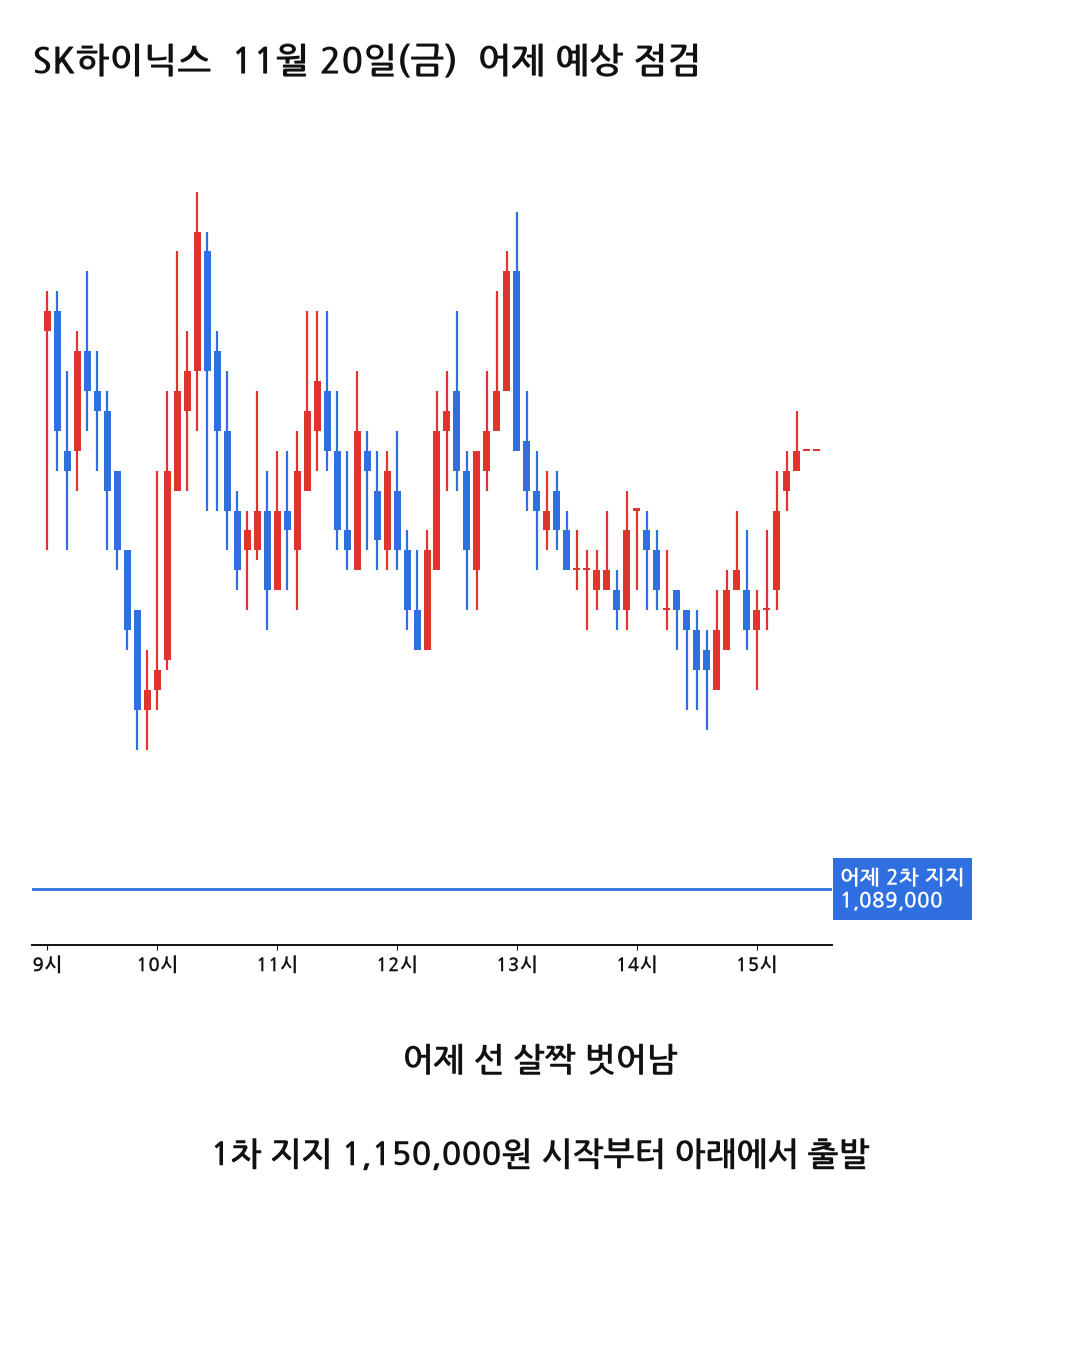 SK하이닉스 11월 20일(금) 어제 예상 점검
어제 2차 지지
1,089,000
9시 10시 11시 12시 13시 14시 15시
어제 선 살짝 벗어남
1차 지지 1,150,000원 시작부터 아래에서 출발